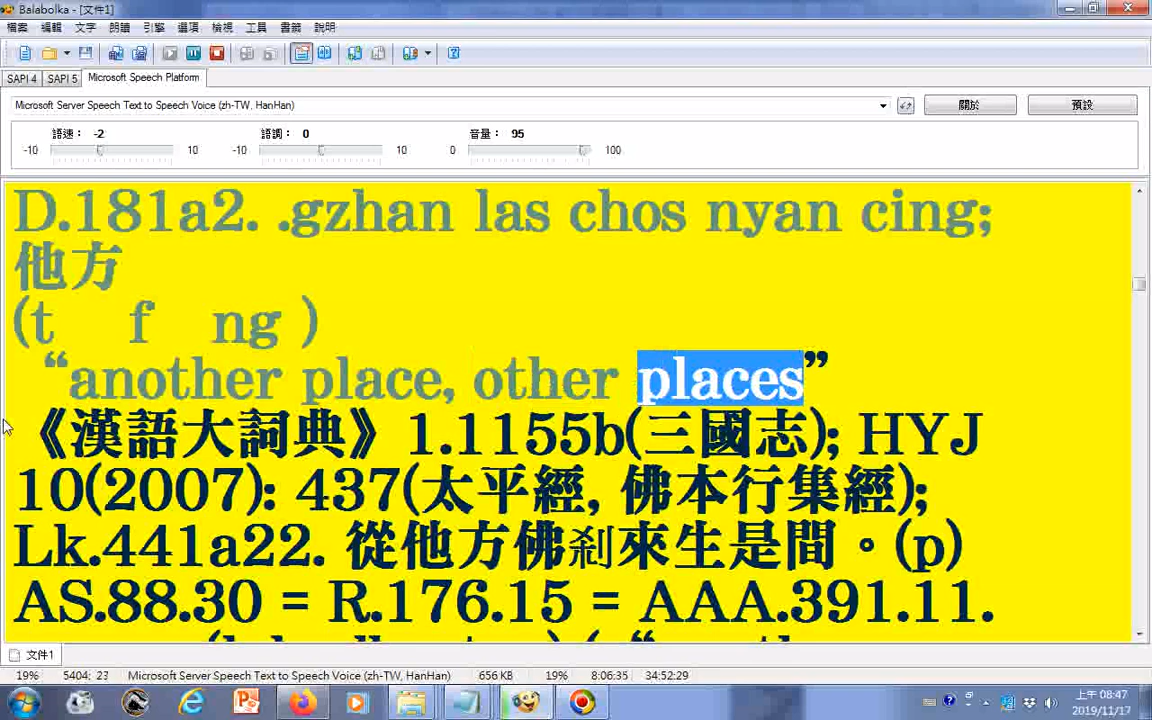 Balabolka - [文件1]
檔案 編輯 文字 朗讀 引擎 選項 檢視 工具 書籤 說明
SAPI 4 SAPI 5 Microsoft Speech Platform
Microsoft Server Speech Text to Speech Voice (zh-TW, HanHan) 關於 預設
語速： -2 語調： 0 音量： 95
-10 10 -10 10 0 100
D.181a2. .gzhan las chos nyan cing;
他方
(t f ng )
“another place, other places”
《漢語大詞典》 1.1155b(三國志); HYJ
10(2007): 437(太平經, 佛本行集經);
Lk.441a22. 從他方佛剎來生是間。(p)
AS.88.30 = R.176.15 = AAA.391.11.
文件1
19% 5404; 23 Microsoft Server Speech Text to Speech Voice (zh-TW, HanHan) 656 KB 19% 8:06:35 34:52:29
上午 08:47
2019/11/17